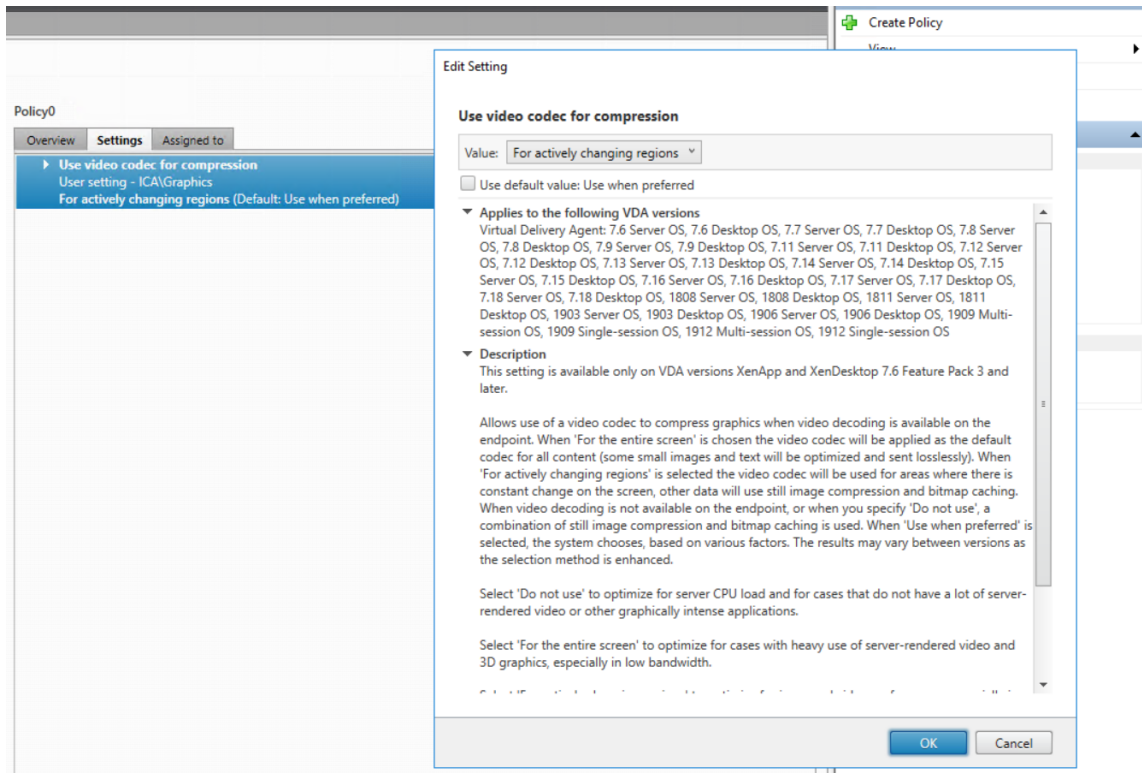 Create Policy
View
Edit Setting
Policy0
Overview Settings Assigned to
Use video codec for compression
User setting - ICA\Graphics
For actively changing regions (Default: Use when preferred)
Use video codec for compression
Value: For actively changing regions
Use default value: Use when preferred
Applies to the following VDA versions
Virtual Delivery Agent: 7.6 Server OS, 7.6 Desktop OS, 7.7 Server OS, 7.7 Desktop OS, 7.8 Server
OS, 7.8 Desktop OS, 7.9 Server OS, 7.9 Desktop OS, 7.11 Server OS, 7.11 Desktop OS, 7.12 Server
OS, 7.12 Desktop OS, 7.13 Server OS, 7.13 Desktop OS, 7.14 Server OS, 7.14 Desktop OS, 7.15
Server OS, 7.15 Desktop OS, 7.16 Server OS, 7.16 Desktop OS, 7.17 Server OS, 7.17 Desktop OS,
7.18 Server OS, 7.18 Desktop OS, 1808 Server OS, 1808 Desktop OS, 1811 Server OS, 1811
Desktop OS, 1903 Server OS, 1903 Desktop OS, 1906 Server OS, 1906 Desktop OS, 1909 Multi-
session OS, 1909 Single-session OS, 1912 Multi-session OS, 1912 Single-session OS
Description
This setting is available only on VDA versions XenApp and XenDesktop 7.6 Feature Pack 3 and
later.
Allows use of a video codec to compress graphics when video decoding is available on the
endpoint. When 'For the entire screen' is chosen the video codec will be applied as the default
codec for all content (some small images and text will be optimized and sent losslessly). When
'For actively changing regions' is selected the video codec will be used for areas where there is
constant change on the screen, other data will use still image compression and bitmap caching.
When video decoding is not available on the endpoint, or when you specify 'Do not use', a
combination of still image compression and bitmap caching is used. When 'Use when preferred' is
selected, the system chooses, based on various factors. The results may vary between versions as
the selection method is enhanced.
Select 'Do not use' to optimize for server CPU load and for cases that do not have a lot of server-
rendered video or other graphically intense applications.
Select 'For the entire screen' to optimize for cases with heavy use of server-rendered video and
3D graphics, especially in low bandwidth.
OK Cancel